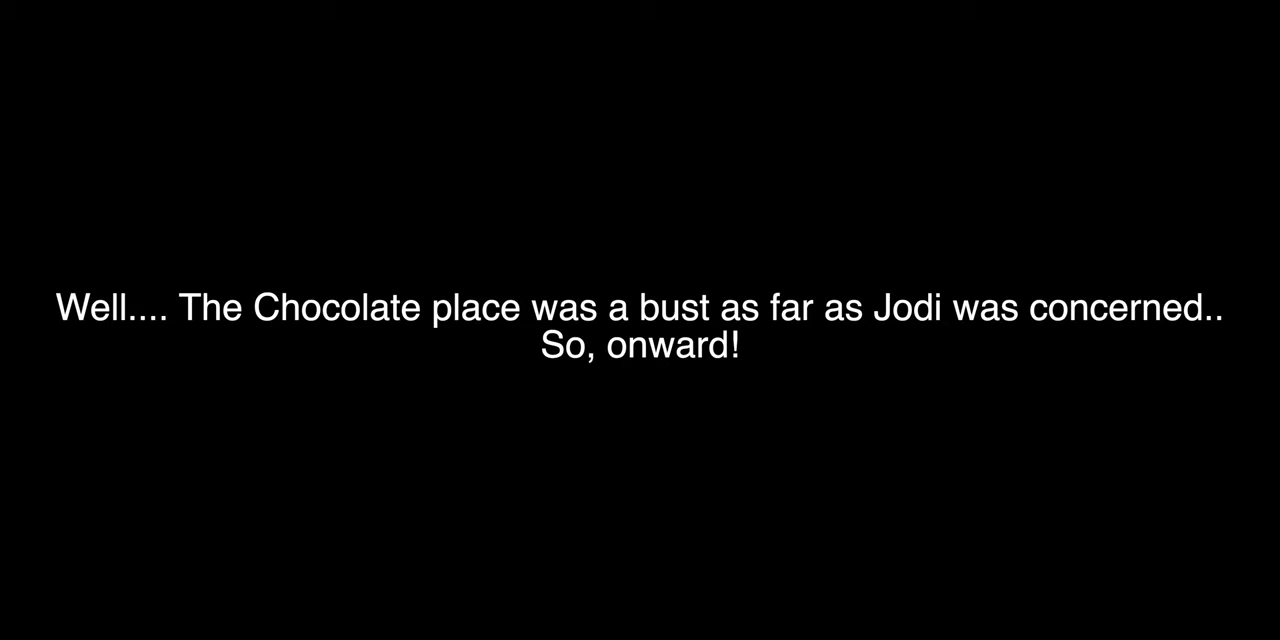 Well.... The Chocolate place was a bust as far as Jodi was concerned..
So, onward!